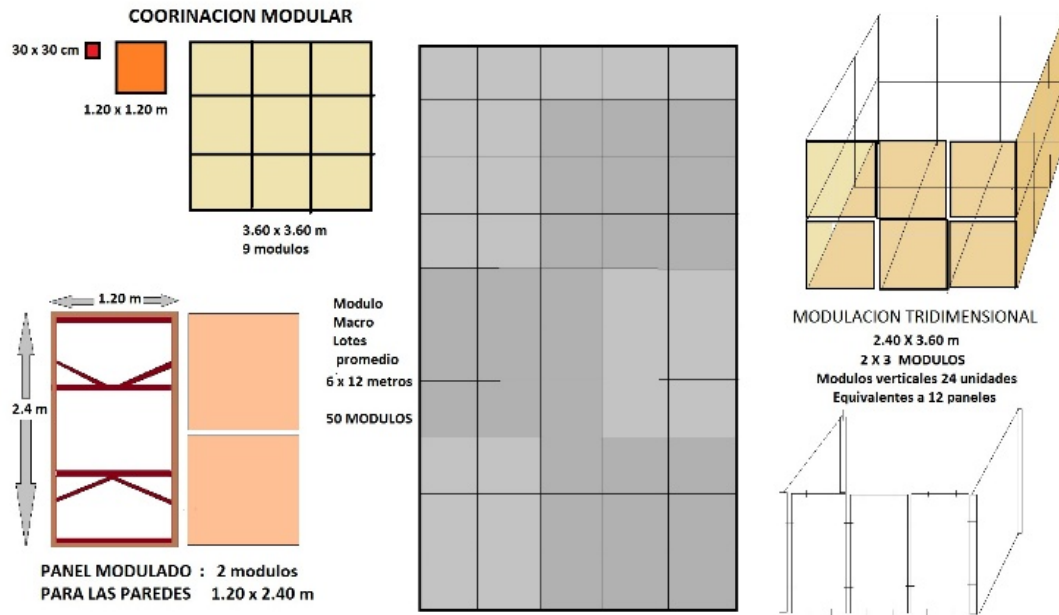 COORINACION MODULAR
30 x 30 cm
1.20 x 1.20 m
3.60 x 3.60 m
9 modulos
1.20 m
2.4 m
PANEL MODULADO : 2 modulos
PARA LAS PAREDES 1.20 x 2.40 m
Modulo
Macro
Lotes
promedio
6 x 12 metros
50 MODULOS
MODULACION TRIDIMENSIONAL
2.40 X 3.60 m
2 X 3 MODULOS
Modulos verticales 24 unidades
Equivalentes a 12 paneles